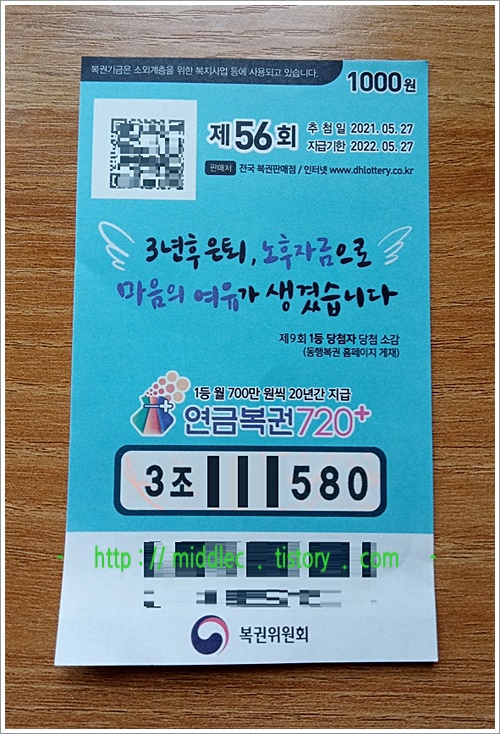 복권기금은 소외계층을 위한 복지사업 등에 사용되고 있습니다.
1000원
제56회
추 첨 일 2021. 05. 27
지급기한 2022. 05. 27
판매처 전국 복권판매점 / 인터넷 www.dhlottery.co.kr
3년후 은퇴, 노후자금으로
마음의 여유가 생겼습니다
제9회 1등 당첨자 당첨 소감
(동행복권 홈페이지 게재)
1등 월 700만 원씩 20년간 지급
연금복권720+
3조 580
http://middlec.tistory.com
복권위원회